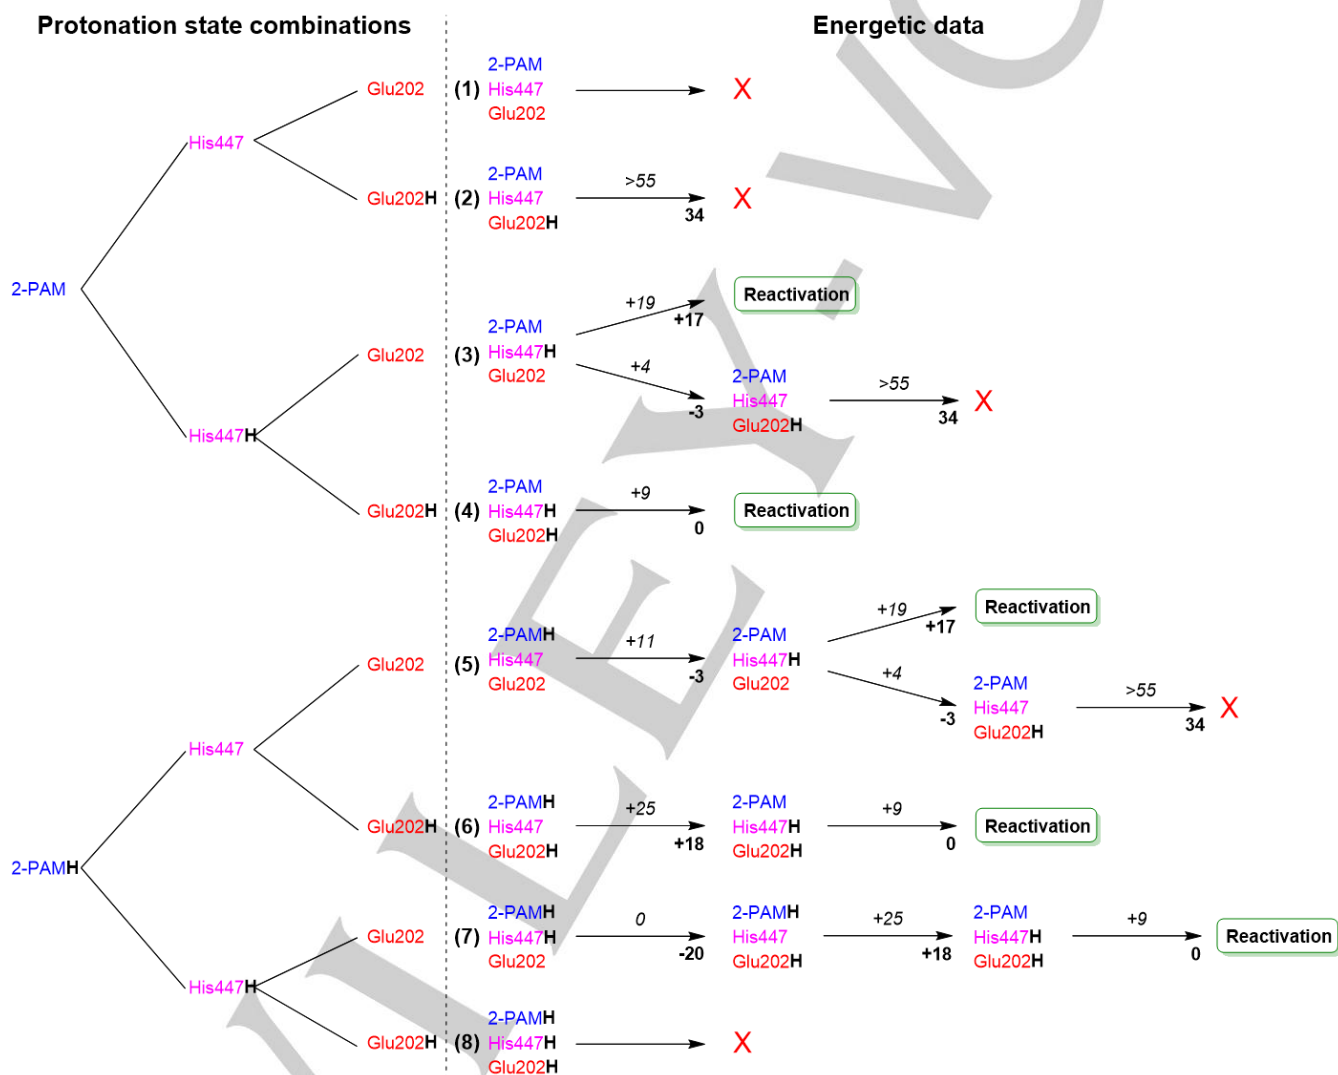 Protonation state combinations
Energetic data
2-PAM
His447
Glu202
Glu202H
His447H
Glu202
Glu202H
2-PAMH
His447
Glu202
Glu202H
His447H
Glu202
Glu202H
(1)
2-PAM
His447
Glu202
X
(2)
2-PAM
His447
Glu202H
>55
34
X
(3)
2-PAM
His447H
Glu202
+19
+17
Reactivation
+4
-3
2-PAM
His447
Glu202H
>55
34
X
(4)
2-PAM
His447H
Glu202H
+9
0
Reactivation
(5)
2-PAMH
His447
Glu202
+11
-3
2-PAM
His447H
Glu202
+19
+17
Reactivation
+4
-3
2-PAM
His447
Glu202H
>55
34
X
(6)
2-PAMH
His447
Glu202H
+25
+18
2-PAM
His447H
Glu202H
+9
0
Reactivation
(7)
2-PAMH
His447H
Glu202
0
-20
2-PAMH
His447
Glu202H
+25
+18
2-PAM
His447H
Glu202H
+9
0
Reactivation
(8)
2-PAMH
His447H
Glu202H
X